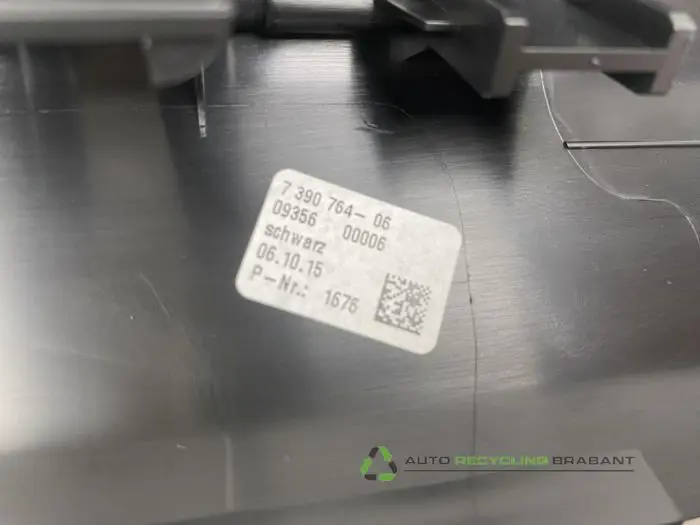 7 390 764-06
09356 00006
schwarz
06.10.15
P-Nr.: 1676
AUTO RECYCLING BRABANT